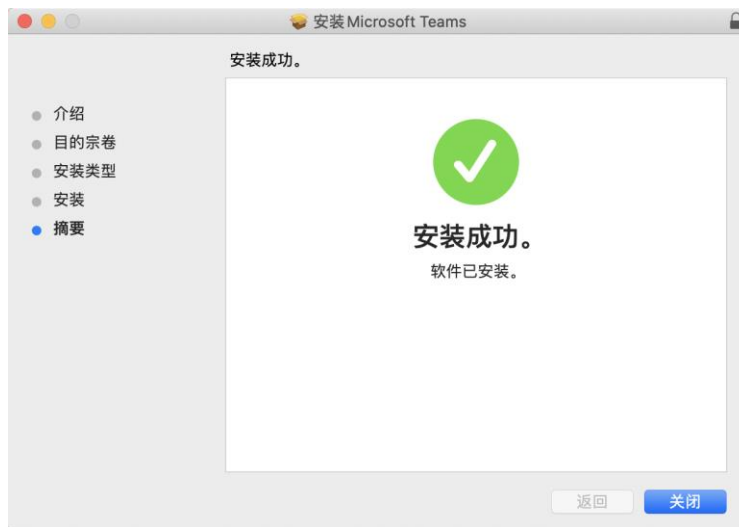 安装Microsoft Teams
安装成功。
介绍
目的宗卷
安装类型
安装
摘要
安装成功。
软件已安装。
返回
关闭